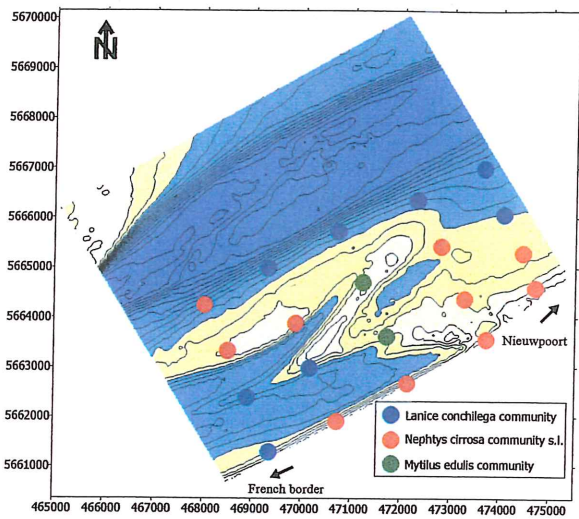 5670000
N
5669000
5668000
5667000
5666000
5665000
5664000
Nieuwpoort
5663000
5662000
Lanice conchilega community
Nephtys cirrosa community s.l.
Mytilus edulis community
5661000
465000 466000 467000 468000 469000 470000 471000 472000 473000 474000 475000
French border